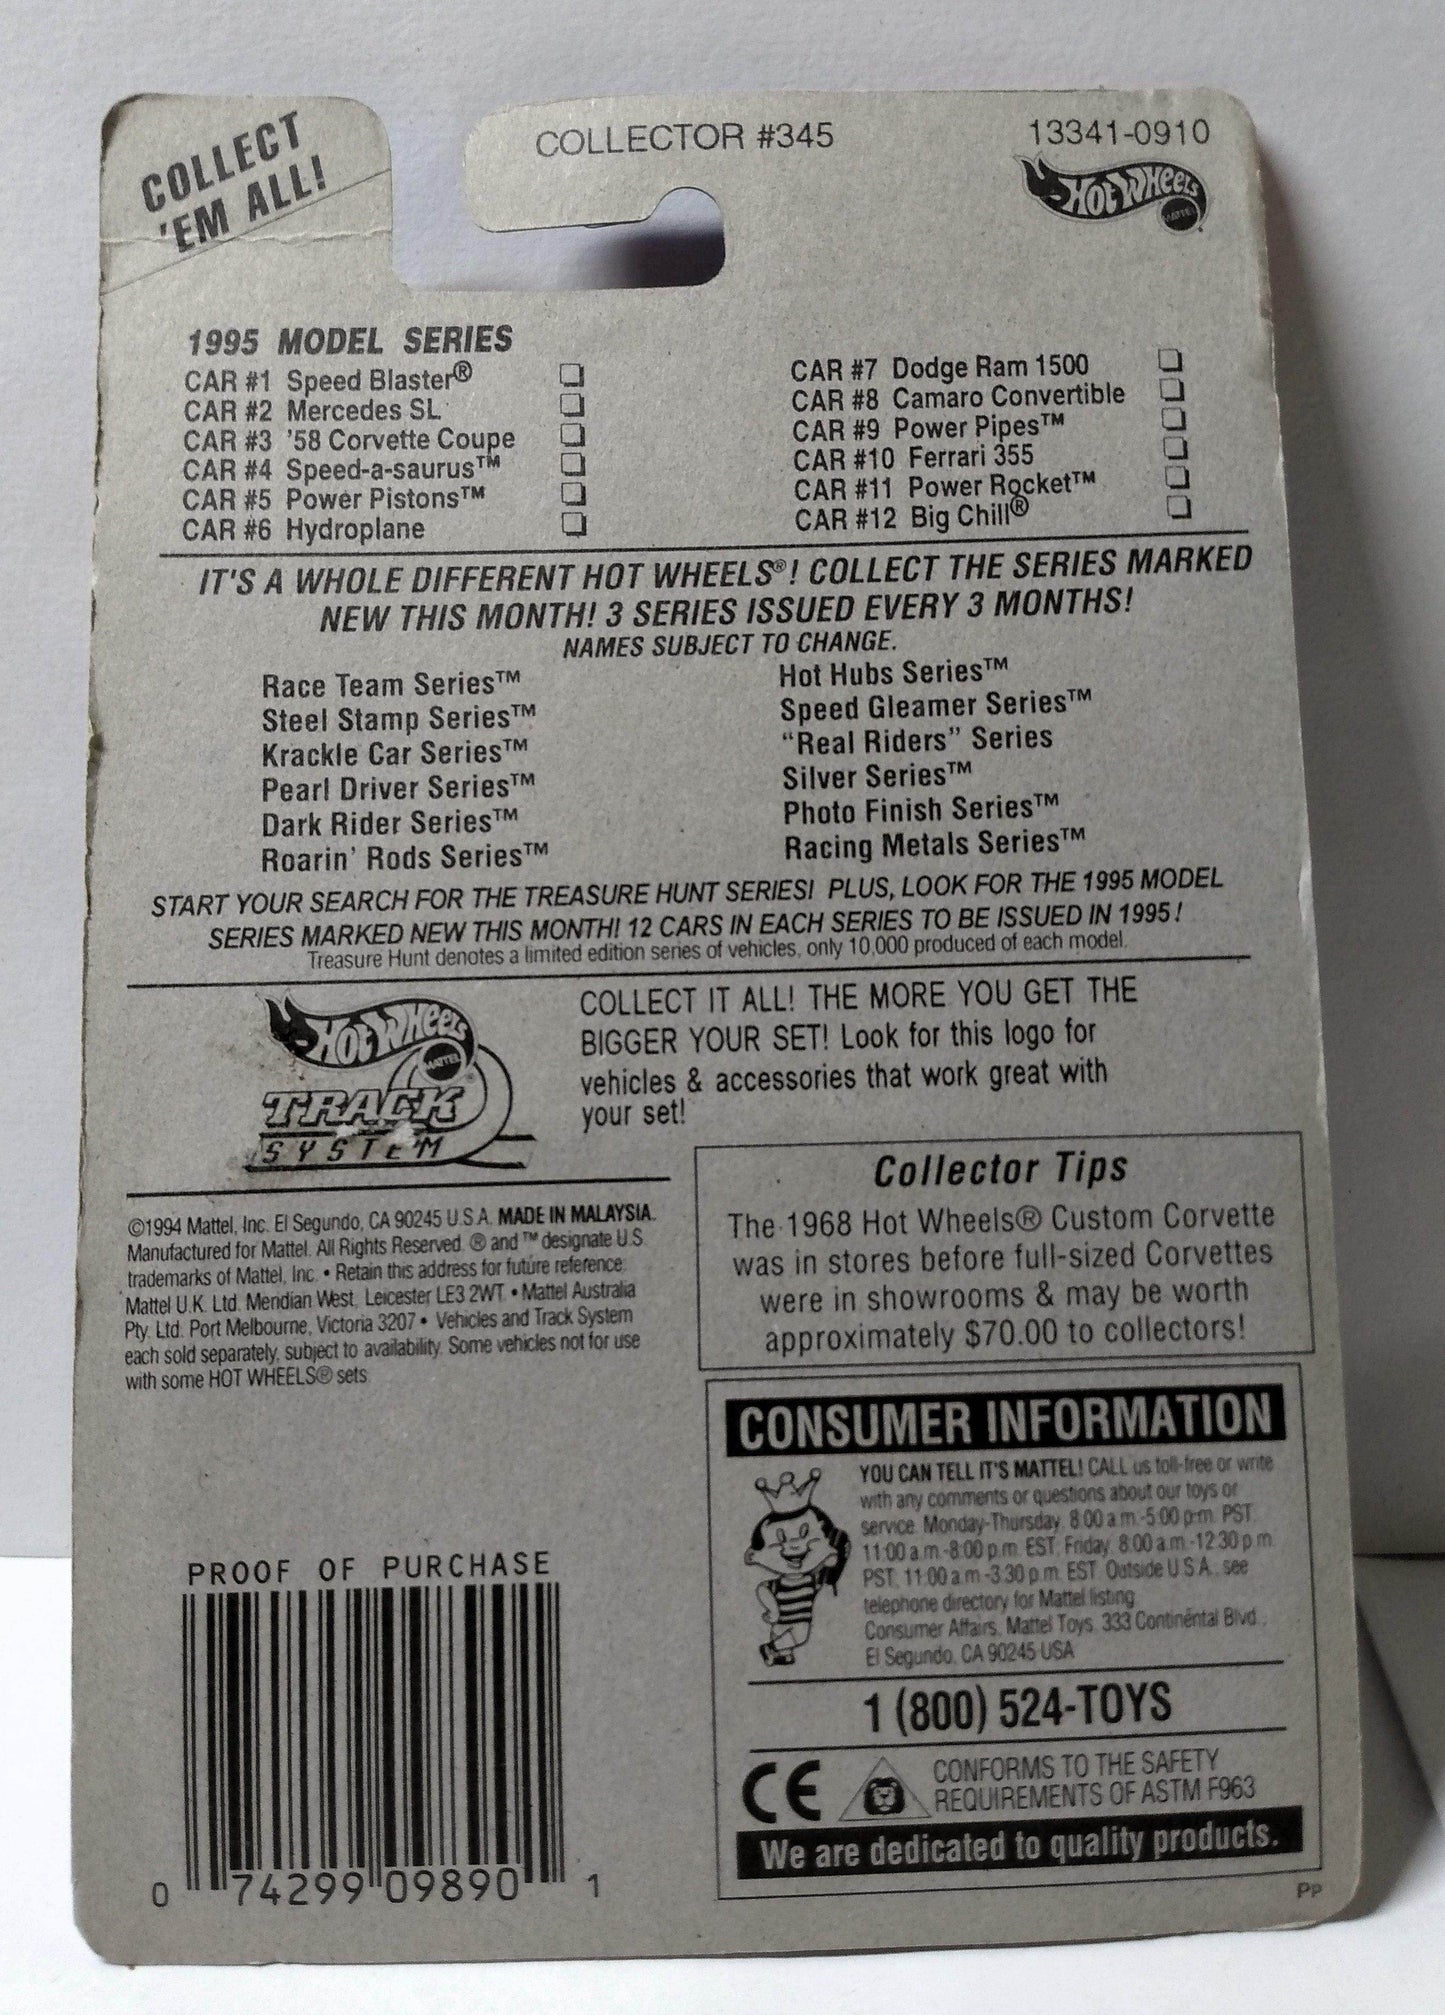 COLLECT
'EM ALL!
COLLECTOR #345
13341-0910
HOT WHEELS
MATTEL
1995 MODEL SERIES
CAR #1 Speed Blaster®
CAR #2 Mercedes SL
CAR #3 '58 Corvette Coupe
CAR #4 Speed-a-saurus™
CAR #5 Power Pistons™
CAR #6 Hydroplane
CAR #7 Dodge Ram 1500
CAR #8 Camaro Convertible
CAR #9 Power Pipes™
CAR #10 Ferrari 355
CAR #11 Power Rocket™
CAR #12 Big Chill®
IT'S A WHOLE DIFFERENT HOT WHEELS®! COLLECT THE SERIES MARKED
NEW THIS MONTH! 3 SERIES ISSUED EVERY 3 MONTHS!
NAMES SUBJECT TO CHANGE.
Race Team Series™
Steel Stamp Series™
Krackle Car Series™
Pearl Driver Series™
Dark Rider Series™
Roarin' Rods Series™
Hot Hubs Series™
Speed Gleamer Series™
"Real Riders" Series
Silver Series™
Photo Finish Series™
Racing Metals Series™
START YOUR SEARCH FOR THE TREASURE HUNT SERIES! PLUS, LOOK FOR THE 1995 MODEL
SERIES MARKED NEW THIS MONTH! 12 CARS IN EACH SERIES TO BE ISSUED IN 1995!
Treasure Hunt denotes a limited edition series of vehicles, only 10,000 produced of each model.
HOT WHEELS
MATTEL
TRACK
SYSTEM
COLLECT IT ALL! THE MORE YOU GET THE
BIGGER YOUR SET! Look for this logo for
vehicles & accessories that work great with
your set!
©1994 Mattel, Inc. El Segundo, CA 90245 U.S.A. MADE IN MALAYSIA.
Manufactured for Mattel. All Rights Reserved. ® and ™ designate U.S.
trademarks of Mattel, Inc. • Retain this address for future reference:
Mattel U.K. Ltd. Meridian West, Leicester LE3 2WT. • Mattel Australia
Pty. Ltd. Port Melbourne, Victoria 3207 • Vehicles and Track System
each sold separately, subject to availability. Some vehicles not for use
with some HOT WHEELS® sets.
Collector Tips
The 1968 Hot Wheels® Custom Corvette
was in stores before full-sized Corvettes
were in showrooms & may be worth
approximately $70.00 to collectors!
CONSUMER INFORMATION
YOU CAN TELL IT'S MATTEL! CALL us toll-free or write
with any comments or questions about our toys or
service. Monday-Thursday, 8:00 a.m.-5:00 p.m. PST,
11:00 a.m.-8:00 p.m. EST; Friday, 8:00 a.m.-12:30 p.m.
PST, 11:00 a.m.-3:30 p.m. EST. Outside U.S.A., see
telephone directory for Mattel listing.
Consumer Affairs, Mattel Toys, 333 Continental Blvd.,
El Segundo, CA 90245 USA
1 (800) 524-TOYS
CE
CONFORMS TO THE SAFETY
REQUIREMENTS OF ASTM F963
We are dedicated to quality products.
PP
PROOF OF PURCHASE
0 74299 09890 1